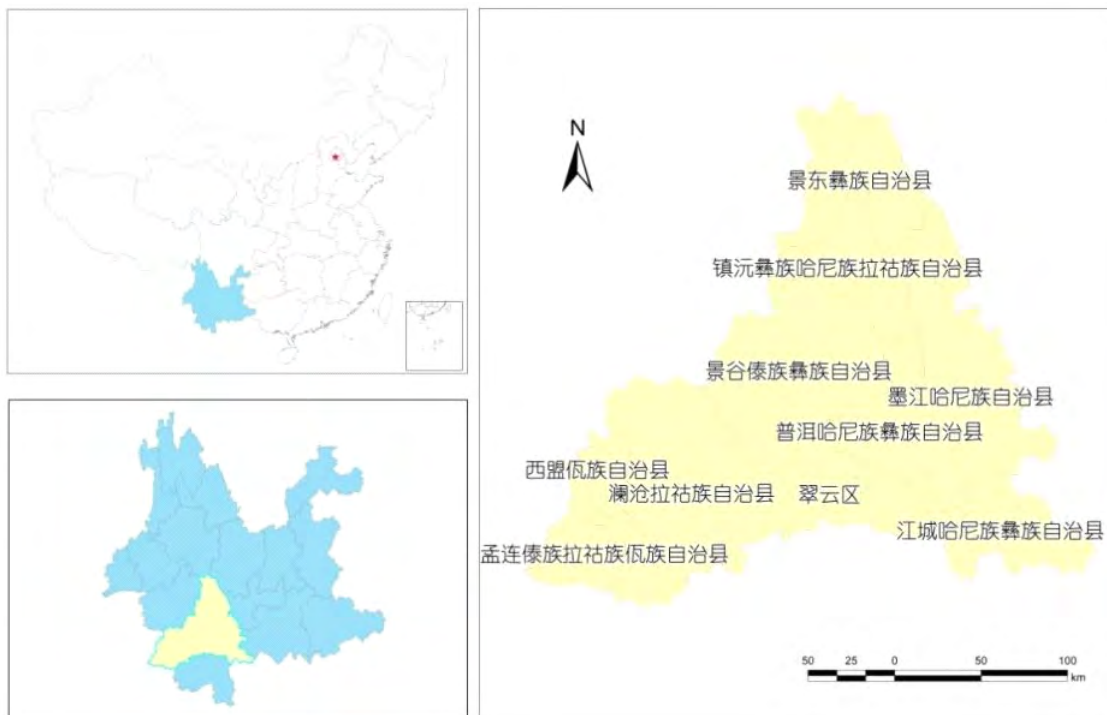 N
景东彝族自治县
镇沅彝族哈尼族拉祜族自治县
景谷傣族彝族自治县
墨江哈尼族自治县
普洱哈尼族彝族自治县
西盟佤族自治县
澜沧拉祜族自治县 翠云区
江城哈尼族彝族自治县
孟连傣族拉祜族佤族自治县
50 25 0 50 100
km